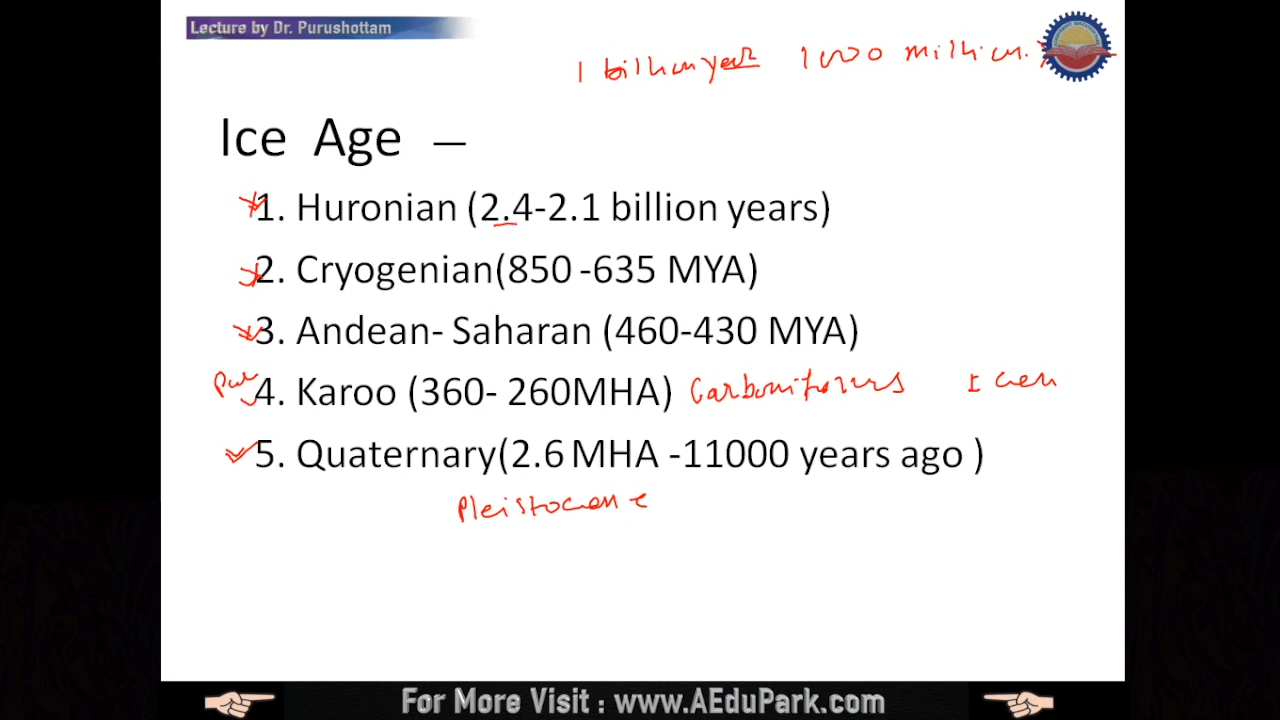 Lecture by Dr. Purushottam
1 billion year 1000 million.
Ice Age –
1. Huronian (2.4-2.1 billion years)
2. Cryogenian(850 -635 MYA)
3. Andean- Saharan (460-430 MYA)
4. Karoo (360- 260MHA) Carboniferus
5. Quaternary(2.6 MHA -11000 years ago )
Pleistocene
For More Visit : www.AEduPark.com